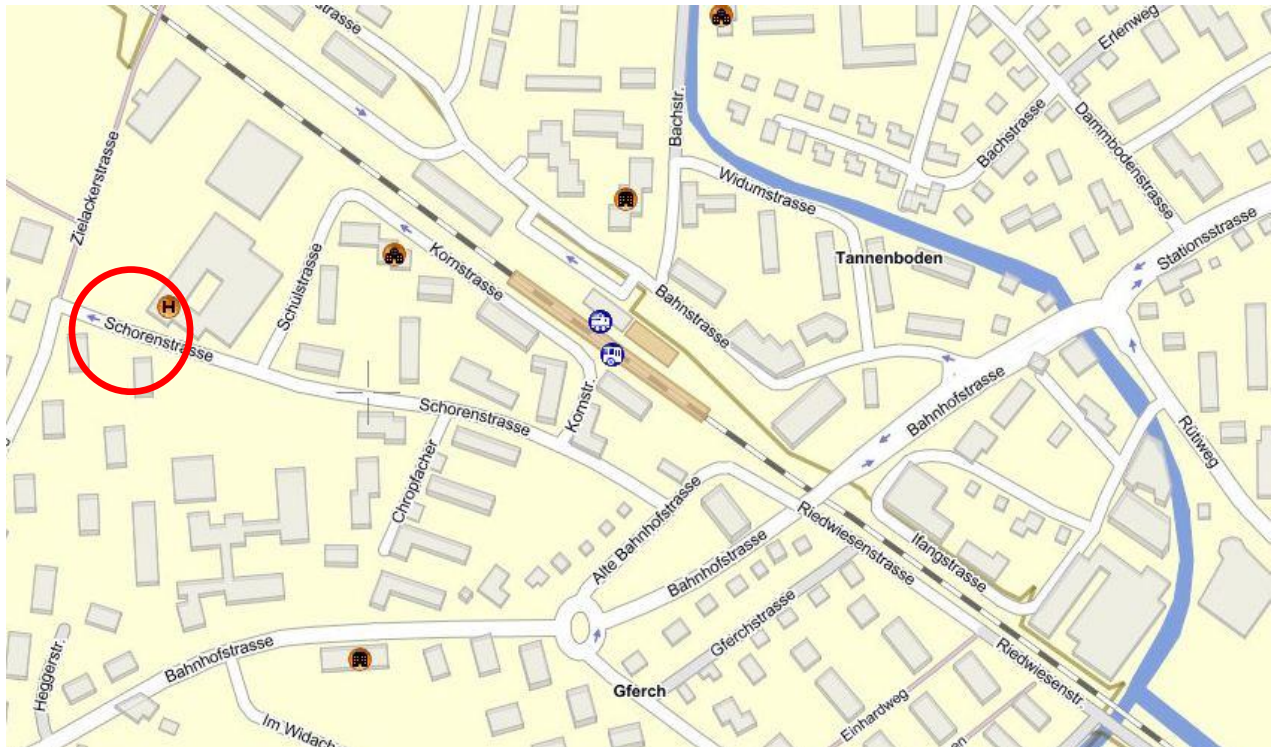 Erlenweg
Bachstr.
Dammbodenstrasse
Bachstrasse
Zielackerstrasse
Widumstrasse
Stationsstrasse
Tannenboden
Kornstrasse
Schulstrasse
Bahnstrasse
H
Schorenstrasse
Bahnhofstrasse
Kornstr.
Schorenstrasse
Rütiweg
Chropfacher
Alte Bahnhofstrasse
Riedwiesenstrasse
Ifangstrasse
Bahnhofstrasse
Gferchstrasse
Bahnhofstrasse
Heggerstr.
Gferch
Riedwiesenstr.
Einhardweg
Im Widach